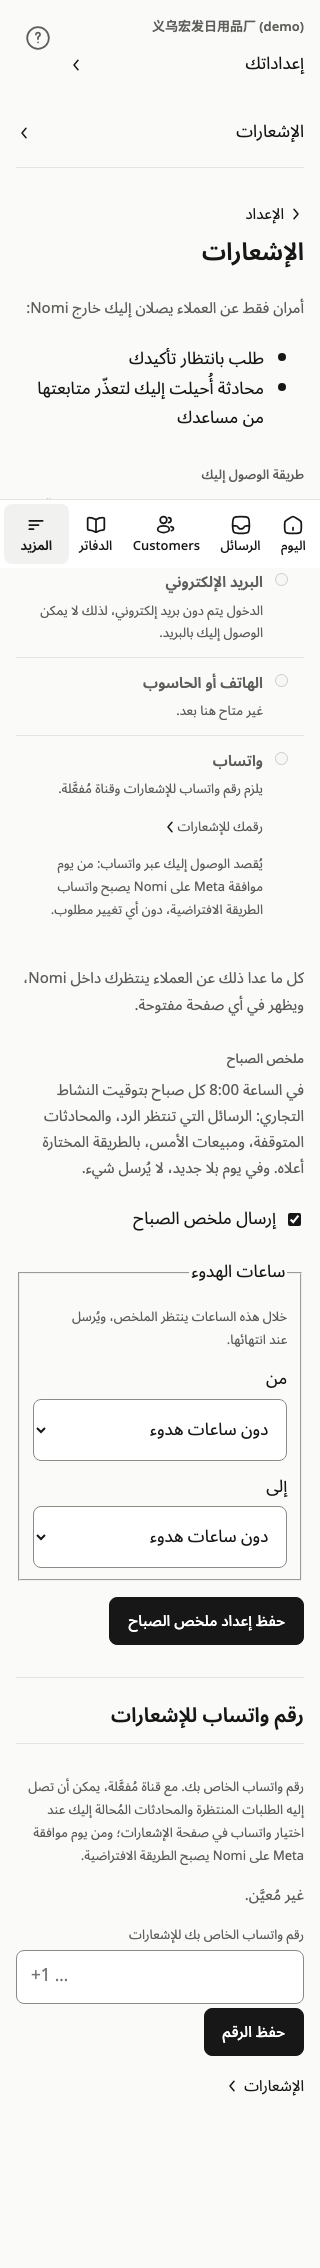 义乌宏发日用品厂 (demo)
إعداداتك
الإشعارات
الإعداد
الإشعارات
أمران فقط عن العملاء يصلان إليك خارج Nomi:
طلب بانتظار تأكيدك
محادثة أُحيلت إليك لتعذّر متابعتها
من مساعدك
طريقة الوصول إليك
اليوم
الرسائل
Customers
الدفاتر
المزيد
البريد الإلكتروني
الدخول يتم دون بريد إلكتروني، لذلك لا يمكن
الوصول إليك بالبريد.
الهاتف أو الحاسوب
غير متاح هنا بعد.
واتساب
يلزم رقم واتساب للإشعارات وقناة مُفعَّلة.
رقمك للإشعارات
يُقصد الوصول إليك عبر واتساب: من يوم
موافقة Meta على Nomi يصبح واتساب
الطريقة الافتراضية، دون أي تغيير مطلوب.
كل ما عدا ذلك عن العملاء ينتظرك داخل Nomi،
ويظهر في أي صفحة مفتوحة.
ملخص الصباح
في الساعة 8:00 كل صباح بتوقيت النشاط
التجاري: الرسائل التي تنتظر الرد، والمحادثات
المتوقفة، ومبيعات الأمس، بالطريقة المختارة
أعلاه. وفي يوم بلا جديد، لا يُرسل شيء.
إرسال ملخص الصباح
ساعات الهدوء
خلال هذه الساعات ينتظر الملخص، ويُرسل
عند انتهائها.
من
دون ساعات هدوء
إلى
دون ساعات هدوء
حفظ إعداد ملخص الصباح
رقم واتساب للإشعارات
رقم واتساب الخاص بك. مع قناة مُفعَّلة، يمكن أن تصل
إليه الطلبات المنتظرة والمحادثات المُحالة إليك عند
اختيار واتساب في صفحة الإشعارات؛ ومن يوم موافقة
Meta على Nomi يصبح الطريقة الافتراضية.
غير مُعيَّن.
رقم واتساب الخاص بك للإشعارات
+1 ...
حفظ الرقم
الإشعارات